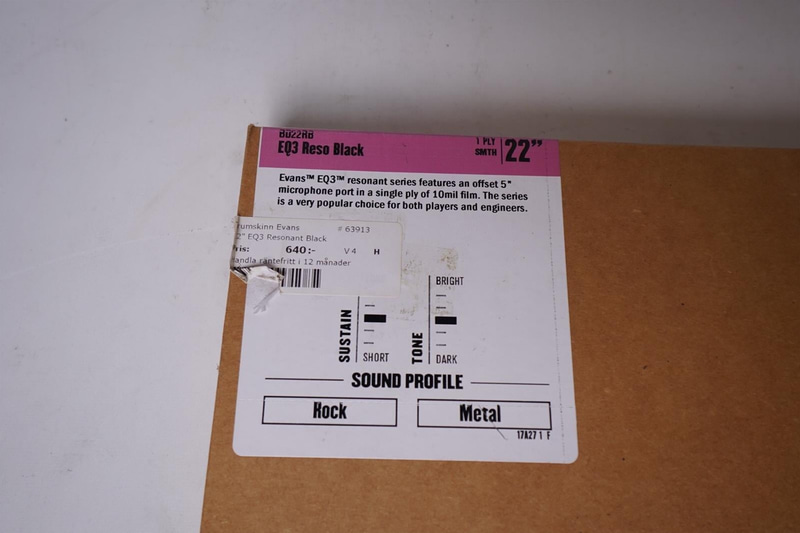 BD22RB
EQ3 Reso Black
1 PLY
SMTH
22”
Evans™ EQ3™ resonant series features an offset 5"
microphone port in a single ply of 10mil film. The series
is a very popular choice for both players and engineers.
rumskinn Evans # 63913
2" EQ3 Resonant Black
ris: 640:- V4 H
andla räntefritt i 12 månader
SUSTAIN
SHORT
TONE
BRIGHT
DARK
SOUND PROFILE
Rock
Metal
17A27 1 F